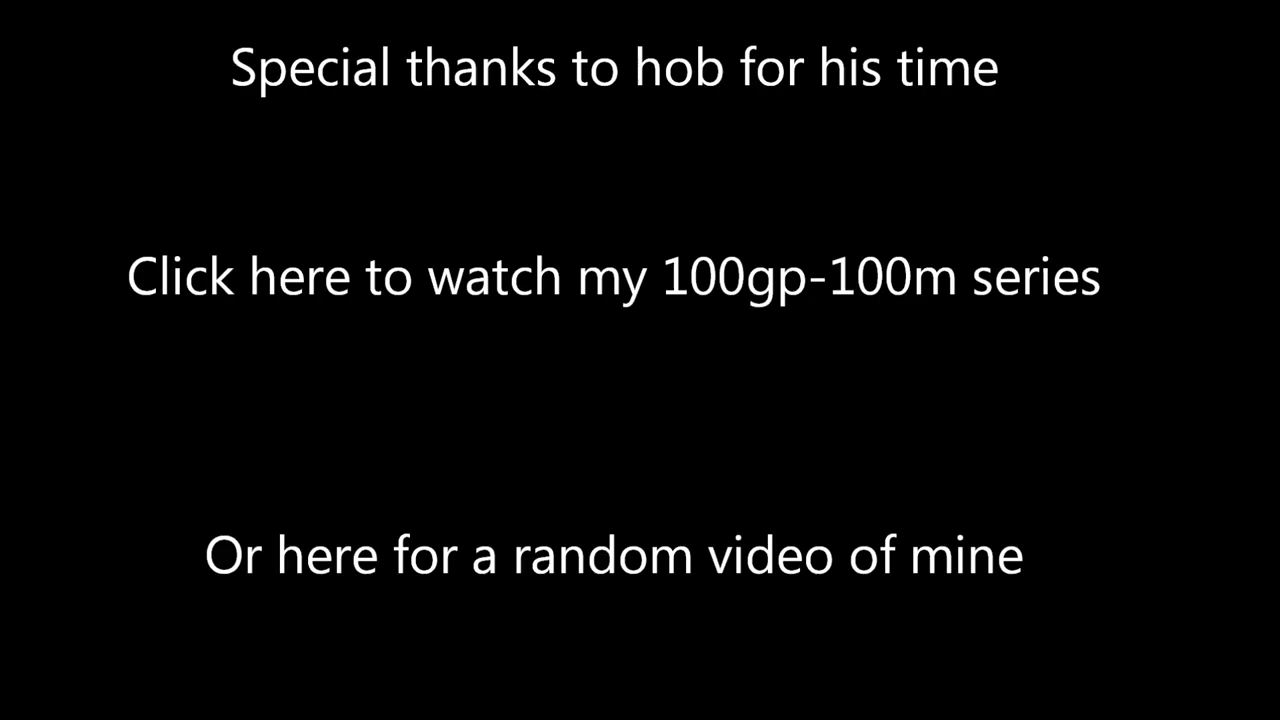 Special thanks to hob for his time
Click here to watch my 100gp-100m series
Or here for a random video of mine